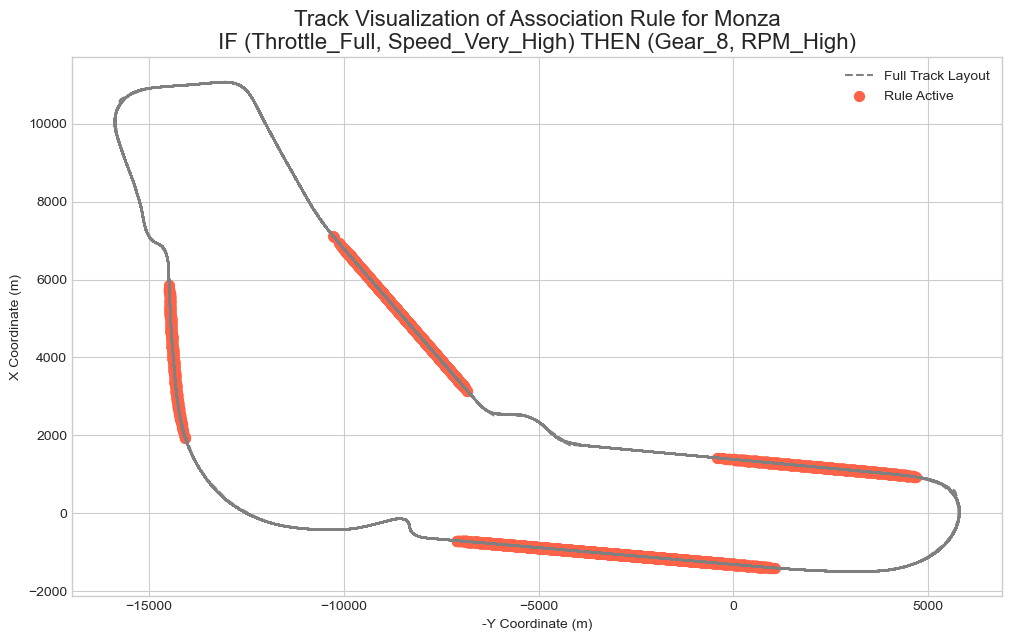 Track Visualization of Association Rule for Monza
IF (Throttle_Full, Speed_Very_High) THEN (Gear_8, RPM_High)
Full Track Layout
Rule Active
10000
8000
6000
4000
2000
0
−2000
X Coordinate (m)
−15000
−10000
−5000
0
5000
-Y Coordinate (m)